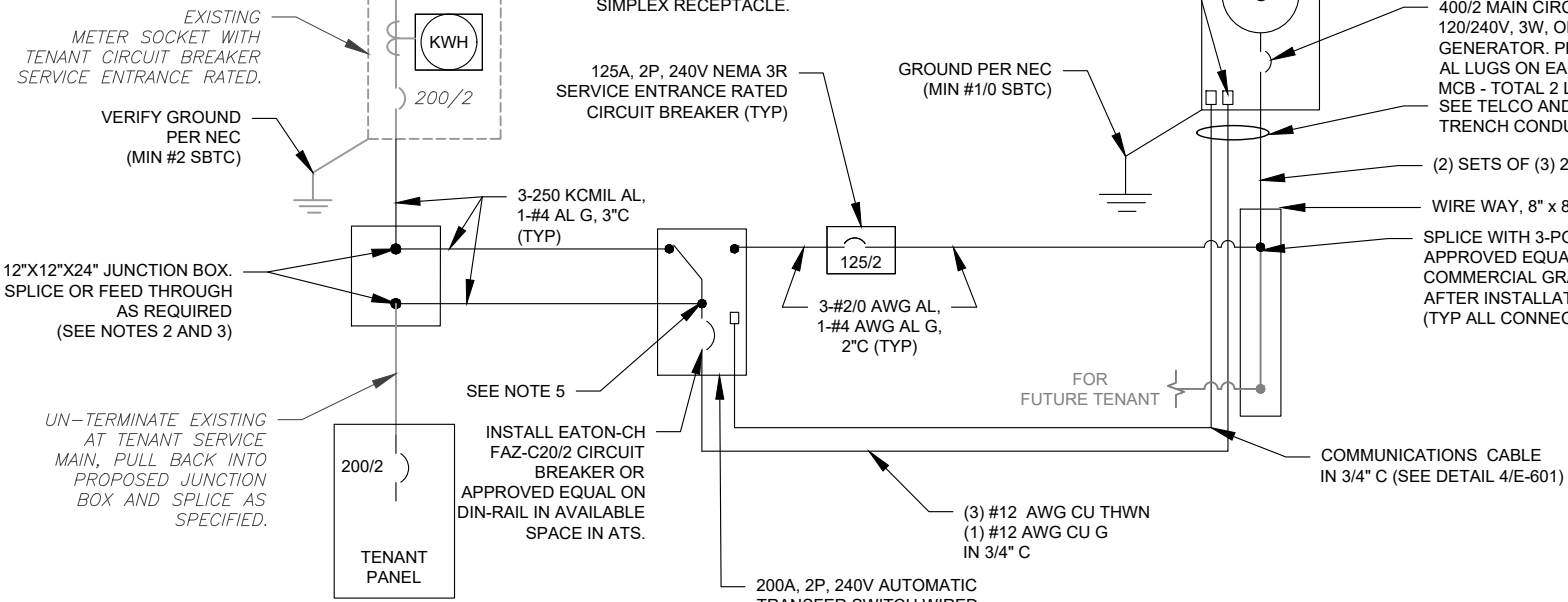 SIMPLEX RECEPTACLE.
EXISTING
METER SOCKET WITH
TENANT CIRCUIT BREAKER
SERVICE ENTRANCE RATED.
KWH
200/2
VERIFY GROUND
PER NEC
(MIN #2 SBTC)
125A, 2P, 240V NEMA 3R
SERVICE ENTRANCE RATED
CIRCUIT BREAKER (TYP)
GROUND PER NEC
(MIN #1/0 SBTC)
400/2 MAIN CIRC
120/240V, 3W,
GENERATOR.
AL LUGS ON
MCB - TOTAL 2
SEE TELCO AND
TRENCH
(2) SETS OF (3)
WIRE WAY, 8" x 8
SPLICE WITH
APPROVED
COMMERCIAL
AFTER
(TYP ALL
3-250 KCMIL AL,
1-#4 AL G, 3"C
(TYP)
12"X12"X24" JUNCTION BOX.
SPLICE OR FEED THROUGH
AS REQUIRED
(SEE NOTES 2 AND 3)
125/2
3-#2/0 AWG AL,
1-#4 AWG AL G,
2"C (TYP)
FOR
FUTURE TENANT
SEE NOTE 5
UN-TERMINATE EXISTING
AT TENANT SERVICE
MAIN, PULL BACK INTO
PROPOSED JUNCTION
BOX AND SPLICE AS
SPECIFIED.
200/2
TENANT
PANEL
INSTALL EATON-CH
FAZ-C20/2 CIRCUIT
BREAKER OR
APPROVED EQUAL ON
DIN-RAIL IN AVAILABLE
SPACE IN ATS.
COMMUNICATIONS CABLE
IN 3/4" C (SEE DETAIL 4/E-601)
(3) #12 AWG CU THWN
(1) #12 AWG CU G
IN 3/4" C
200A, 2P, 240V AUTOMATIC
TRANSFER SWITCH WIRED